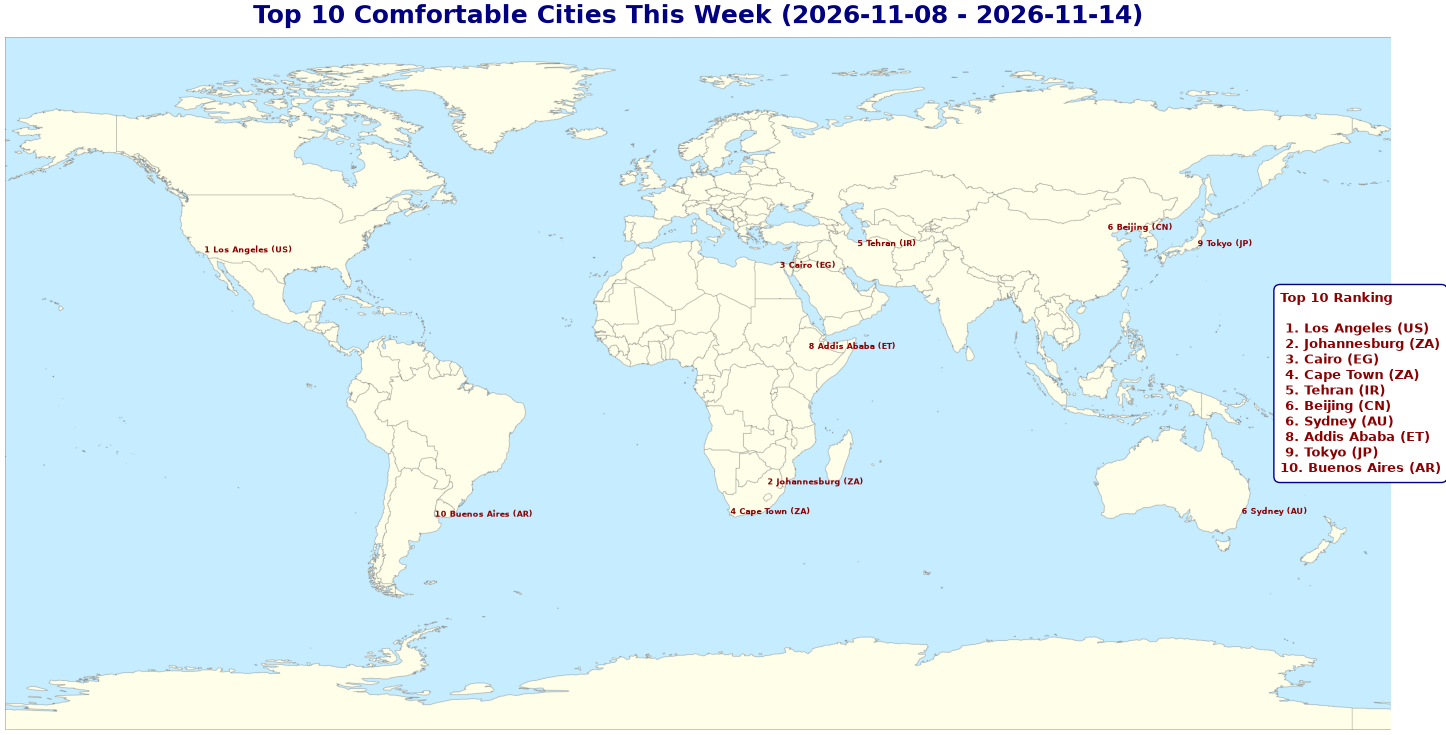 Top 10 Comfortable Cities This Week (2026-11-08 - 2026-11-14)
6 Beijing (CN)
5 Tehran (IR)
9 Tokyo (JP)
1 Los Angeles (US)
3 Cairo (EG)
8 Addis Ababa (ET)
2 Johannesburg (ZA)
4 Cape Town (ZA)
6 Sydney (AU)
10 Buenos Aires (AR)
Top 10 Ranking
1. Los Angeles (US)
2. Johannesburg (ZA)
3. Cairo (EG)
4. Cape Town (ZA)
5. Tehran (IR)
6. Beijing (CN)
6. Sydney (AU)
8. Addis Ababa (ET)
9. Tokyo (JP)
10. Buenos Aires (AR)